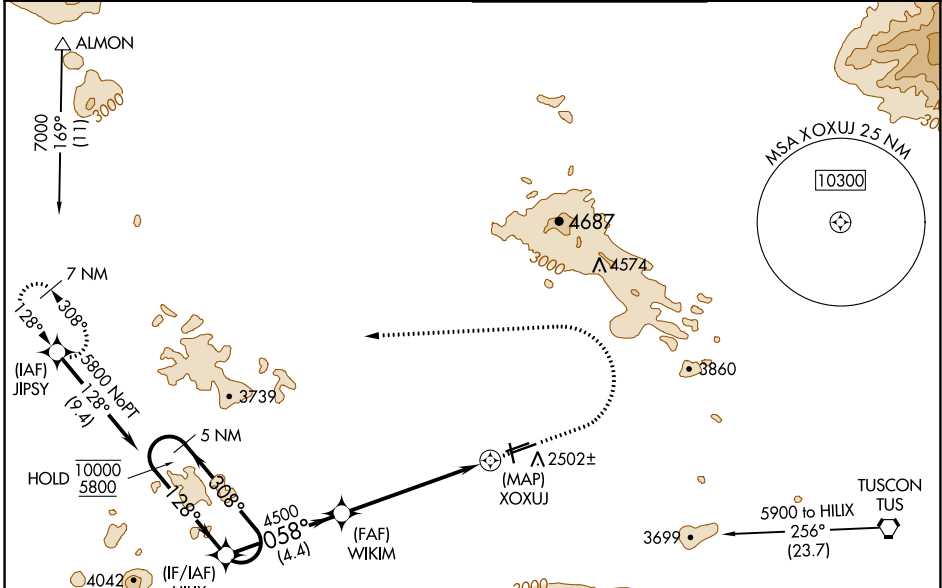 ALMON
3000
7000
169°
(11)
MSA XOXUJ 25 NM
10300
30
4687
3000
4574
7 NM
308°
128°
(IAF)
JIPSY
5800 NoPT
128°
(9.4)
3739
3860
5 NM
HOLD
10000
5800
308°
128°
2502±
(MAP)
XOXUJ
4500
058°
(4.4)
(FAF)
WIKIM
TUSCON
TUS
5900 to HILIX
256°
(23.7)
3699
4042
(IF/IAF)
3000